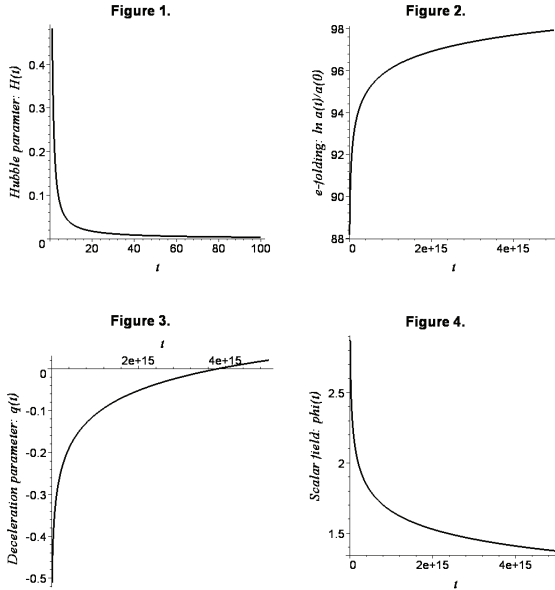 Figure 1.
Hubble paramter: H(t)
0.4
0.3
0.2
0.1
0
20
40
60
80
100
t
Figure 2.
e-folding: ln a(t)/a(0)
98
96
94
92
90
88
0
2e+15
4e+15
t
Figure 3.
t
2e+15
4e+15
Deceleration parameter: q(t)
0
-0.1
-0.2
-0.3
-0.4
-0.5
Figure 4.
Scalar field: phi(t)
2.5
2
1.5
0
2e+15
4e+15
t